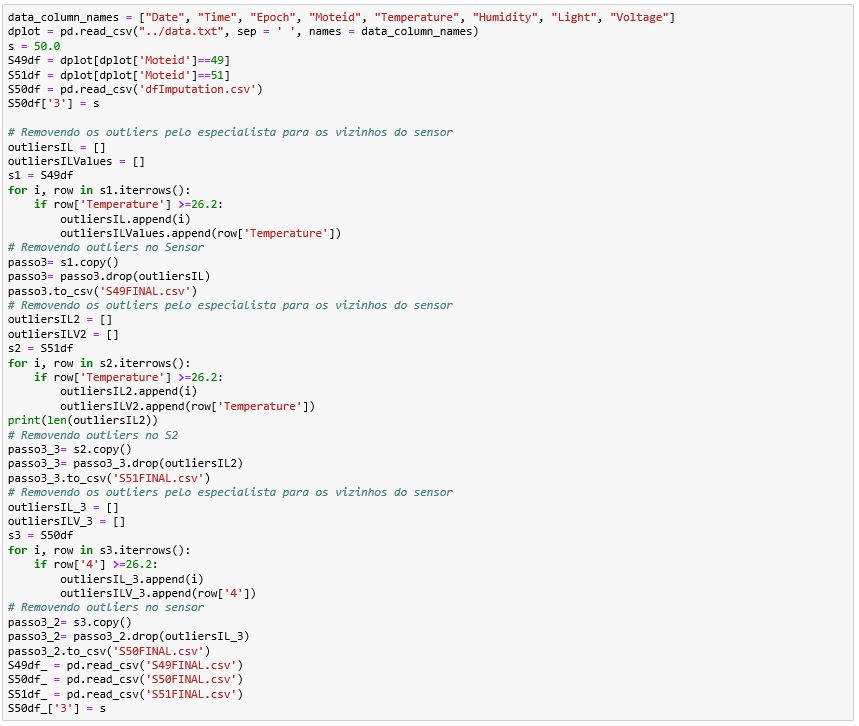 data_column_names = ["Date", "Time", "Epoch", "Moteid", "Temperature", "Humidity", "Light", "Voltage"]
dplot = pd.read_csv("../data.txt", sep = ' ', names = data_column_names)
s = 50.0
S49df = dplot[dplot['Moteid']==49]
S51df = dplot[dplot['Moteid']==51]
S50df = pd.read_csv('dfImputation.csv')
S50df['3'] = s

# Removendo os outliers pelo especialista para os vizinhos do sensor
outliersIL = []
outliersILValues = []
s1 = S49df
for i, row in s1.iterrows():
    if row['Temperature'] >=26.2:
        outliersIL.append(i)
        outliersILValues.append(row['Temperature'])
# Removendo outliers no Sensor
passo3= s1.copy()
passo3= passo3.drop(outliersIL)
passo3.to_csv('S49FINAL.csv')
# Removendo os outliers pelo especialista para os vizinhos do sensor
outliersIL2 = []
outliersILV2 = []
s2 = S51df
for i, row in s2.iterrows():
    if row['Temperature'] >=26.2:
        outliersIL2.append(i)
        outliersILV2.append(row['Temperature'])
print(len(outliersIL2))
# Removendo outliers no S2
passo3_3= s2.copy()
passo3_3= passo3_3.drop(outliersIL2)
passo3_3.to_csv('S51FINAL.csv')
# Removendo os outliers pelo especialista para os vizinhos do sensor
outliersIL_3 = []
outliersILV_3 = []
s3 = S50df
for i, row in s3.iterrows():
    if row['4'] >=26.2:
        outliersIL_3.append(i)
        outliersILV_3.append(row['4'])
# Removendo outliers no sensor
passo3_2= s3.copy()
passo3_2= passo3_2.drop(outliersIL_3)
passo3_2.to_csv('S50FINAL.csv')
S49df_ = pd.read_csv('S49FINAL.csv')
S50df_ = pd.read_csv('S50FINAL.csv')
S51df_ = pd.read_csv('S51FINAL.csv')
S50df_['3'] = s